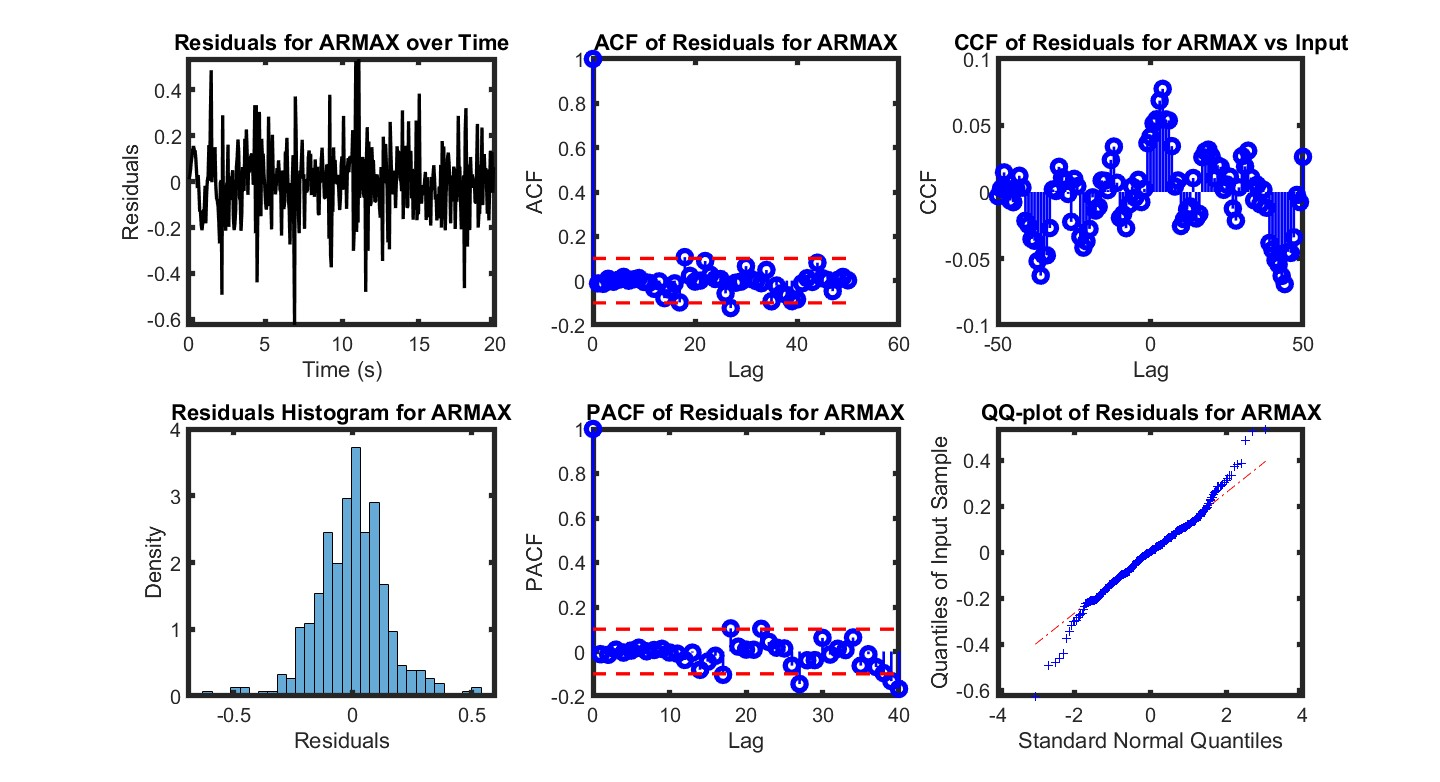 Residuals for ARMAX over Time
Residuals
0.4
0.2
0
-0.2
-0.4
-0.6
0 5 10 15 20
Time (s)
ACF of Residuals for ARMAX
ACF
1
0.8
0.6
0.4
0.2
0
-0.2
0 20 40 60
Lag
CCF of Residuals for ARMAX vs Input
CCF
0.1
0.05
0
-0.05
-0.1
-50 0 50
Lag
Residuals Histogram for ARMAX
Density
4
3
2
1
0
-0.5 0 0.5
Residuals
PACF of Residuals for ARMAX
PACF
1
0.8
0.6
0.4
0.2
0
-0.2
0 10 20 30 40
Lag
QQ-plot of Residuals for ARMAX
Quantiles of Input Sample
0.4
0.2
0
-0.2
-0.4
-0.6
-4 -2 0 2 4
Standard Normal Quantiles